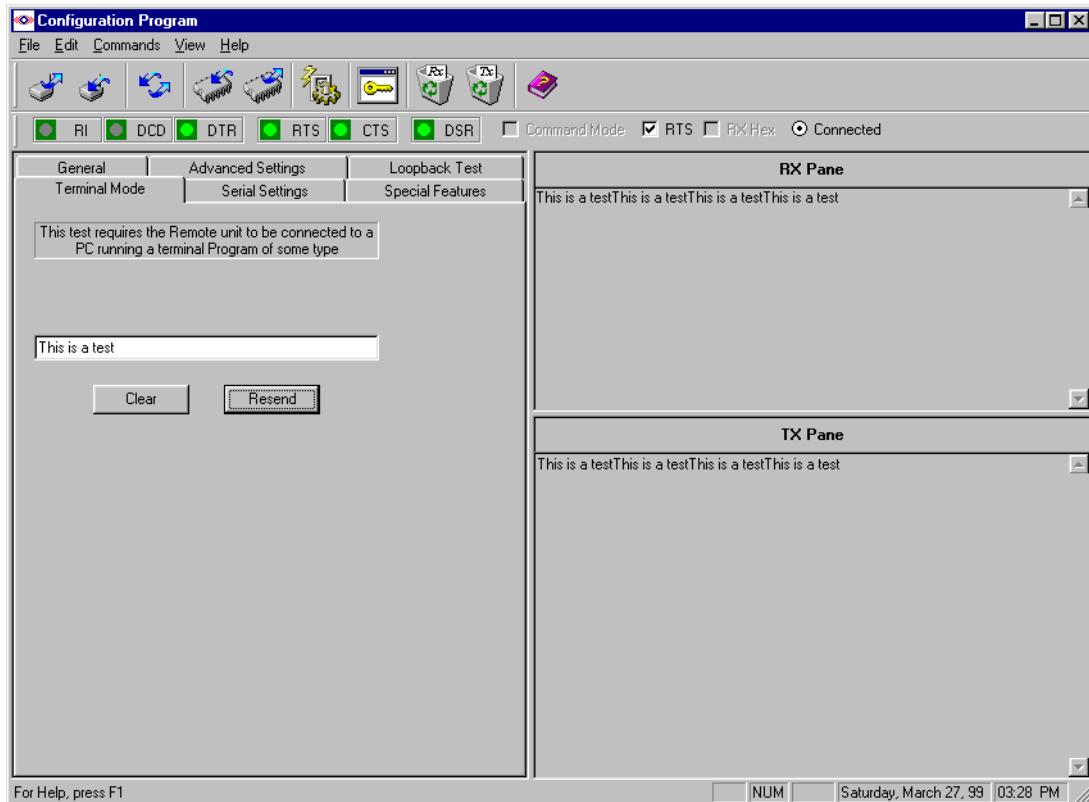 Configuration Program
File Edit Commands View Help
Rx Tx
RI DCD DTR RTS CTS DSR Command Mode RTS RX Hex Connected
General Advanced Settings Loopback Test
Terminal Mode Serial Settings Special Features
This test requires the Remote unit to be connected to a
PC running a terminal Program of some type
This is a test
Clear Resend
RX Pane
This is a testThis is a testThis is a testThis is a test
TX Pane
This is a testThis is a testThis is a testThis is a test
For Help, press F1 NUM Saturday, March 27, 99 03:28 PM